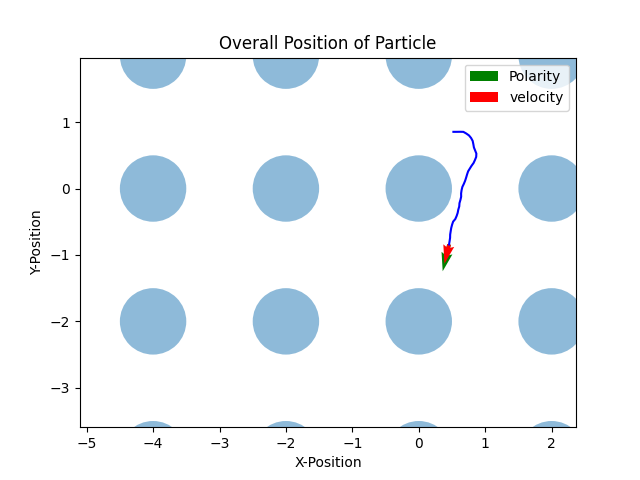 Overall Position of Particle
Polarity
velocity
1
0
−1
−2
−3
Y-Position
−5 −4 −3 −2 −1 0 1 2
X-Position